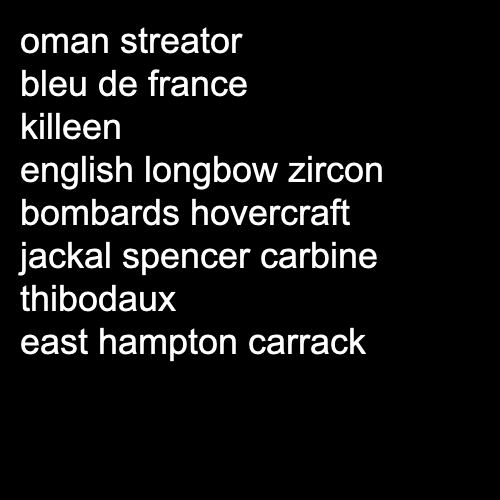 oman streator
bleu de france
killeen
english longbow zircon
bombards hovercraft
jackal spencer carbine
thibodaux
east hampton carrack